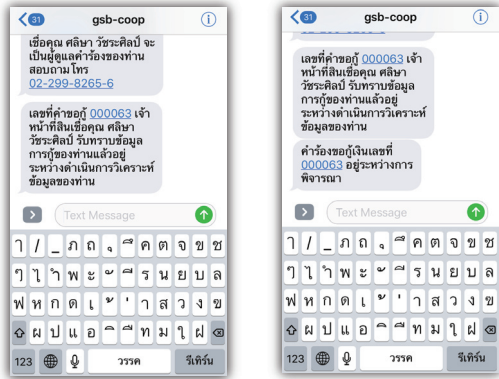 31
gsb-coop
เชื่อคุณ ศลิษา วัชระศิลป์ จะ
เป็นผู้ดูแลคำร้องของท่าน
สอบถาม โทร
02-299-8265-6
เลขที่คำขอกู้ 000063 เจ้า
หน้าที่สินเชื่อคุณ ศลิษา
วัชระศิลป์ รับทราบข้อมูล
การกู้ของท่านแล้วอยู่
ระหว่างดำเนินการวิเคราะห์
ข้อมูลของท่าน
Text Message
ๅ / _ ภ ถ ุ ึ ค ต จ ข ช
ๆ ไ ำ พ ะ ั ี ร น ย บ ล
ฟ ห ก ด เ ้ ่ า ส ว ง ฃ
ผ ป แ อ ิ ื ท ม ใ ฝ
123 วรรค รีเทิร์น
31
gsb-coop
เลขที่คำขอกู้ 000063 เจ้า
หน้าที่สินเชื่อคุณ ศลิษา
วัชระศิลป์ รับทราบข้อมูล
การกู้ของท่านแล้วอยู่
ระหว่างดำเนินการวิเคราะห์
ข้อมูลของท่าน
คำร้องขอกู้เงินเลขที่
000063 อยู่ระหว่างการ
พิจารณา
Text Message
ๅ / _ ภ ถ ุ ึ ค ต จ ข ช
ๆ ไ ำ พ ะ ั ี ร น ย บ ล
ฟ ห ก ด เ ้ ่ า ส ว ง ฃ
ผ ป แ อ ิ ื ท ม ใ ฝ
123 วรรค รีเทิร์น